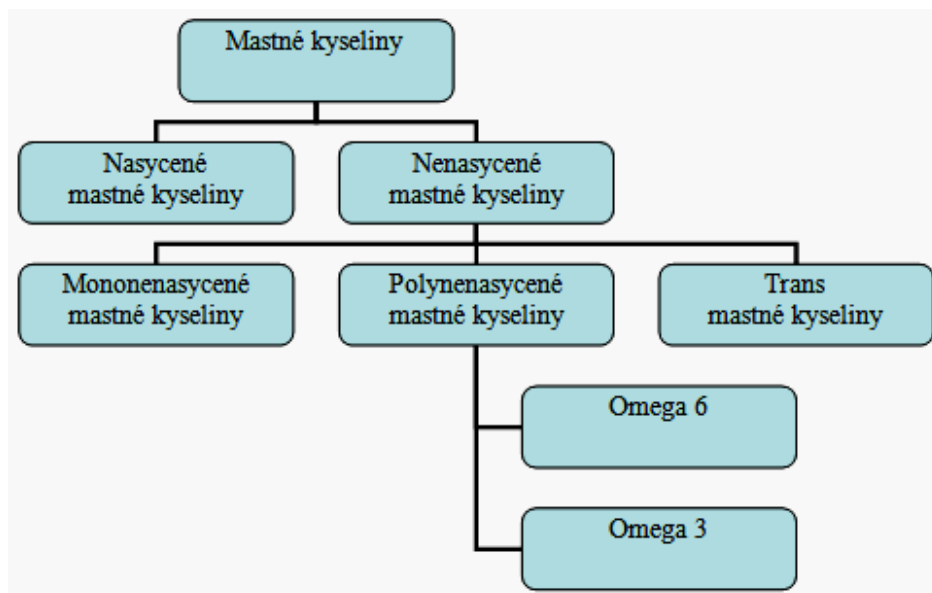 Mastné kyseliny
Nasycené
mastné kyseliny
Nenasycené
mastné kyseliny
Mononenasycené
mastné kyseliny
Polynenasycené
mastné kyseliny
Trans
mastné kyseliny
Omega 6
Omega 3